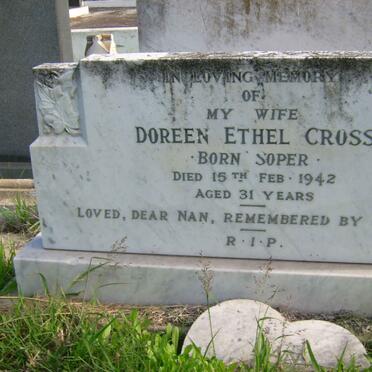 IN LOVING MEMORY
OF
MY WIFE
DOREEN ETHEL CROSS
· BORN SOPER ·
DIED 15TH FEB · 1942
AGED 31 YEARS
LOVED, DEAR NAN, REMEMBERED BY
R · I · P ·